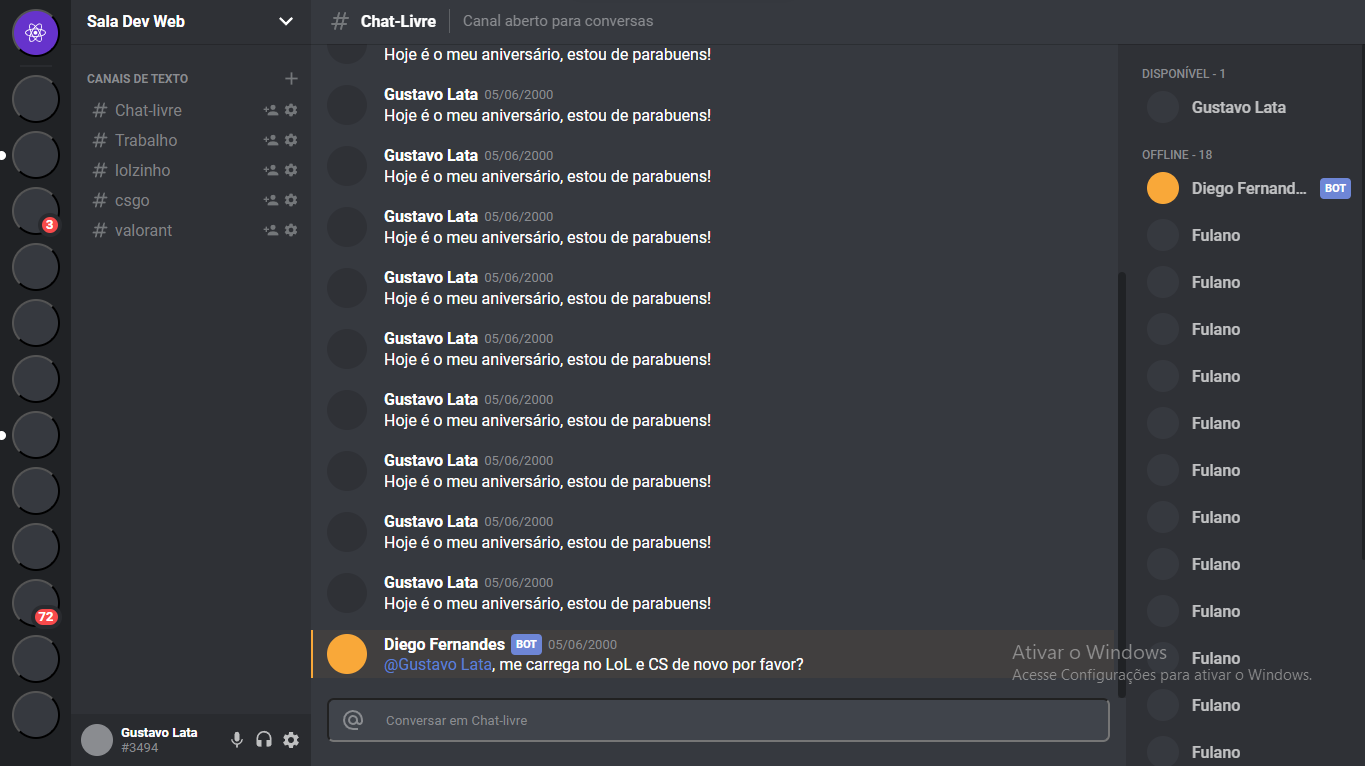 Sala Dev Web
CANAIS DE TEXTO
# Chat-livre
# Trabalho
# lolzinho
# csgo
# valorant
3
72
Gustavo Lata
#3494
# Chat-Livre Canal aberto para conversas
Hoje é o meu aniversário, estou de parabuens!
Gustavo Lata 05/06/2000
Hoje é o meu aniversário, estou de parabuens!
Gustavo Lata 05/06/2000
Hoje é o meu aniversário, estou de parabuens!
Gustavo Lata 05/06/2000
Hoje é o meu aniversário, estou de parabuens!
Gustavo Lata 05/06/2000
Hoje é o meu aniversário, estou de parabuens!
Gustavo Lata 05/06/2000
Hoje é o meu aniversário, estou de parabuens!
Gustavo Lata 05/06/2000
Hoje é o meu aniversário, estou de parabuens!
Gustavo Lata 05/06/2000
Hoje é o meu aniversário, estou de parabuens!
Gustavo Lata 05/06/2000
Hoje é o meu aniversário, estou de parabuens!
Gustavo Lata 05/06/2000
Hoje é o meu aniversário, estou de parabuens!
Diego Fernandes BOT 05/06/2000
@Gustavo Lata, me carrega no LoL e CS de novo por favor?
@ Conversar em Chat-livre
DISPONÍVEL - 1
Gustavo Lata
OFFLINE - 18
Diego Fernand... BOT
Fulano
Fulano
Fulano
Fulano
Fulano
Fulano
Fulano
Fulano
Fulano
Fulano
Fulano
Fulano
Ativar o Windows
Acesse Configurações para ativar o Windows.